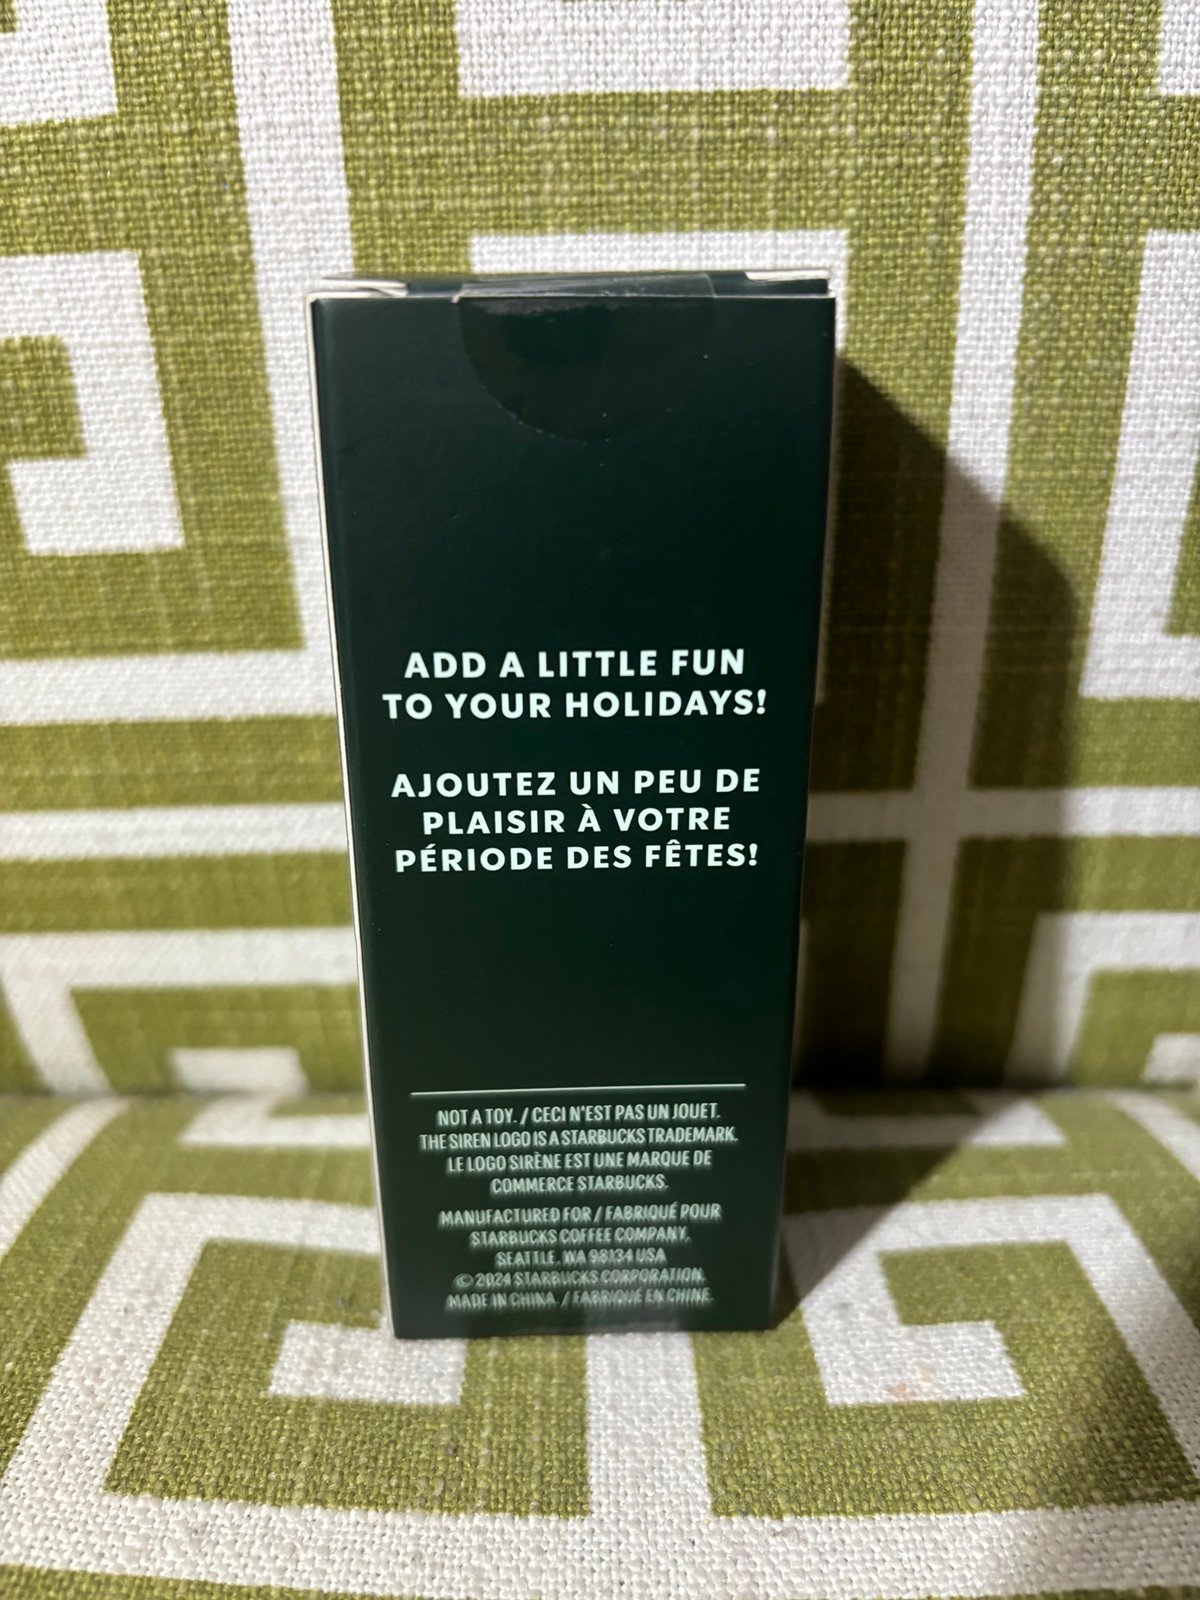 ADD A LITTLE FUN
TO YOUR HOLIDAYS!
AJOUTEZ UN PEU DE
PLAISIR À VOTRE
PÉRIODE DES FÊTES!
NOT A TOY. / CECI N'EST PAS UN JOUET.
THE SIREN LOGO IS A STARBUCKS TRADEMARK.
LE LOGO SIRÈNE EST UNE MARQUE DE
COMMERCE STARBUCKS.
MANUFACTURED FOR / FABRIQUÉ POUR
STARBUCKS COFFEE COMPANY,
SEATTLE, WA 98134 USA
© 2024 STARBUCKS CORPORATION.
MADE IN CHINA. / FABRIQUÉ EN CHINE.